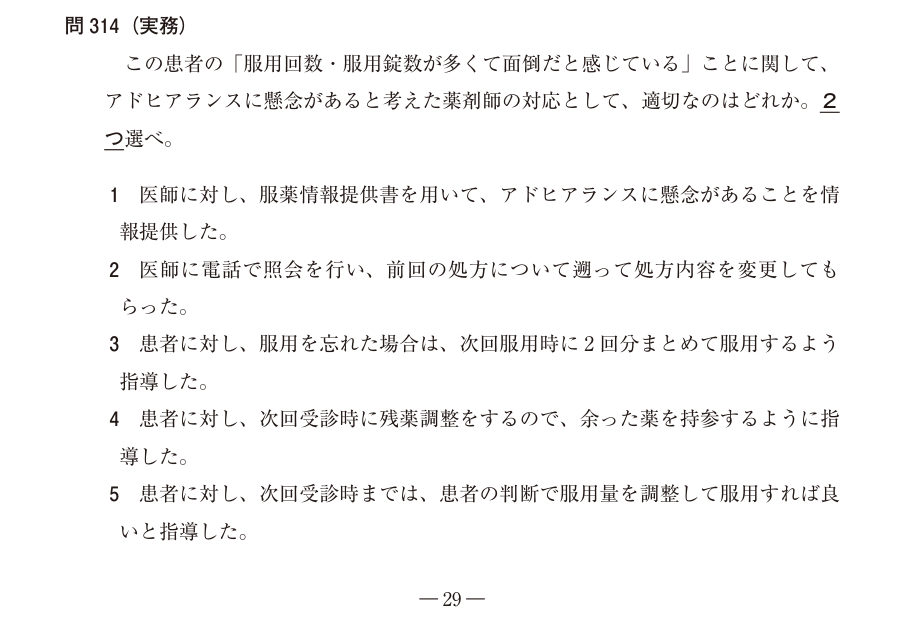 問 314（実務）
この患者の「服用回数・服用錠数が多くて面倒だと感じている」ことに関して、
アドヒアランスに懸念があると考えた薬剤師の対応として、適切なのはどれか。２
つ選べ。
1　医師に対し、服薬情報提供書を用いて、アドヒアランスに懸念があることを情
報提供した。
2　医師に電話で照会を行い、前回の処方について遡って処方内容を変更しても
らった。
3　患者に対し、服用を忘れた場合は、次回服用時に２回分まとめて服用するよう
指導した。
4　患者に対し、次回受診時に残薬調整をするので、余った薬を持参するように指
導した。
5　患者に対し、次回受診時までは、患者の判断で服用量を調整して服用すれば良
いと指導した。
― 29 ―